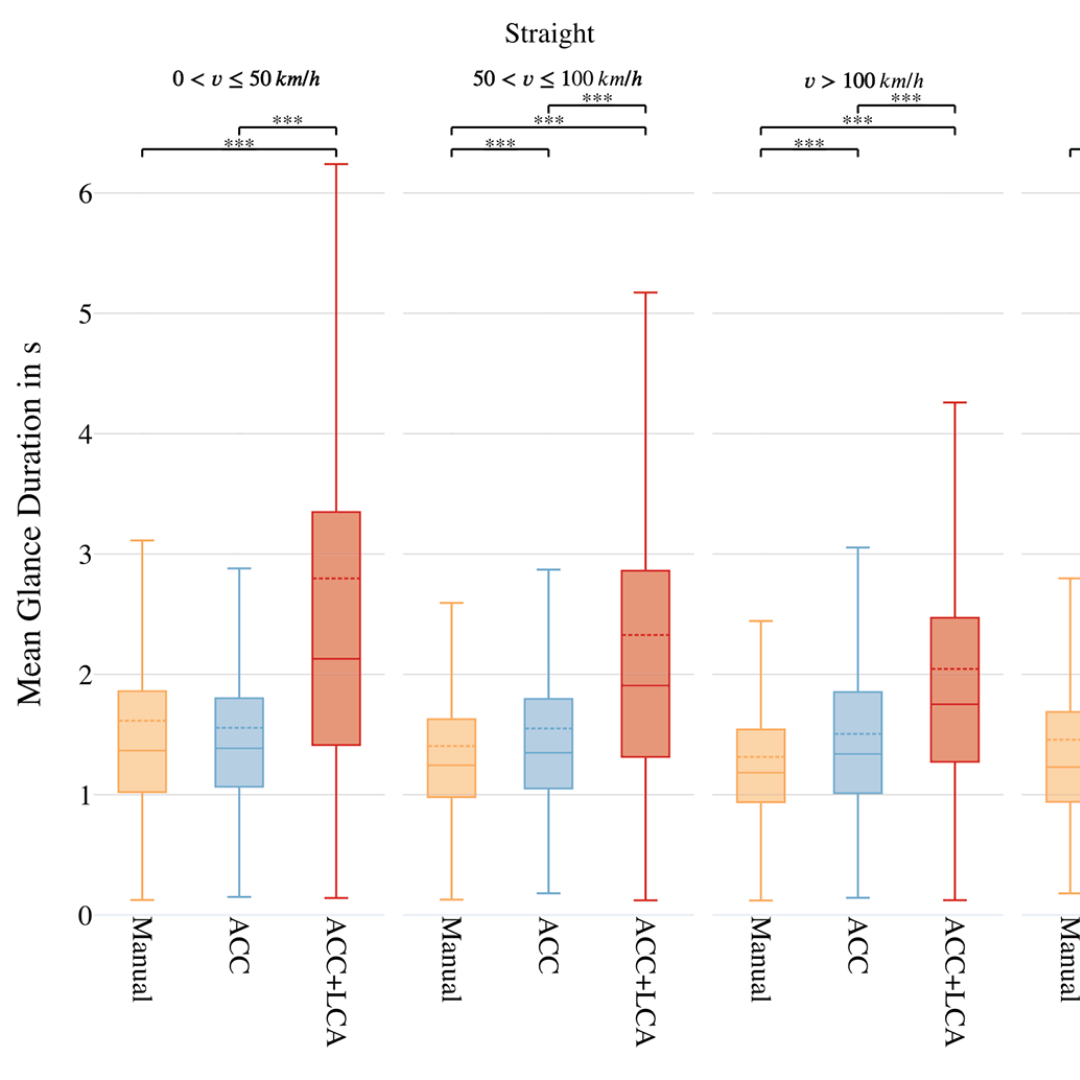 Straight
0 < v ≤ 50 km/h
50 < v ≤ 100 km/h
v > 100 km/h
***
***
***
***
***
***
***
***
6
5
4
3
2
1
0
Mean Glance Duration in s
Manual
ACC
ACC+LCA
Manual
ACC
ACC+LCA
Manual
ACC
ACC+LCA
Manual